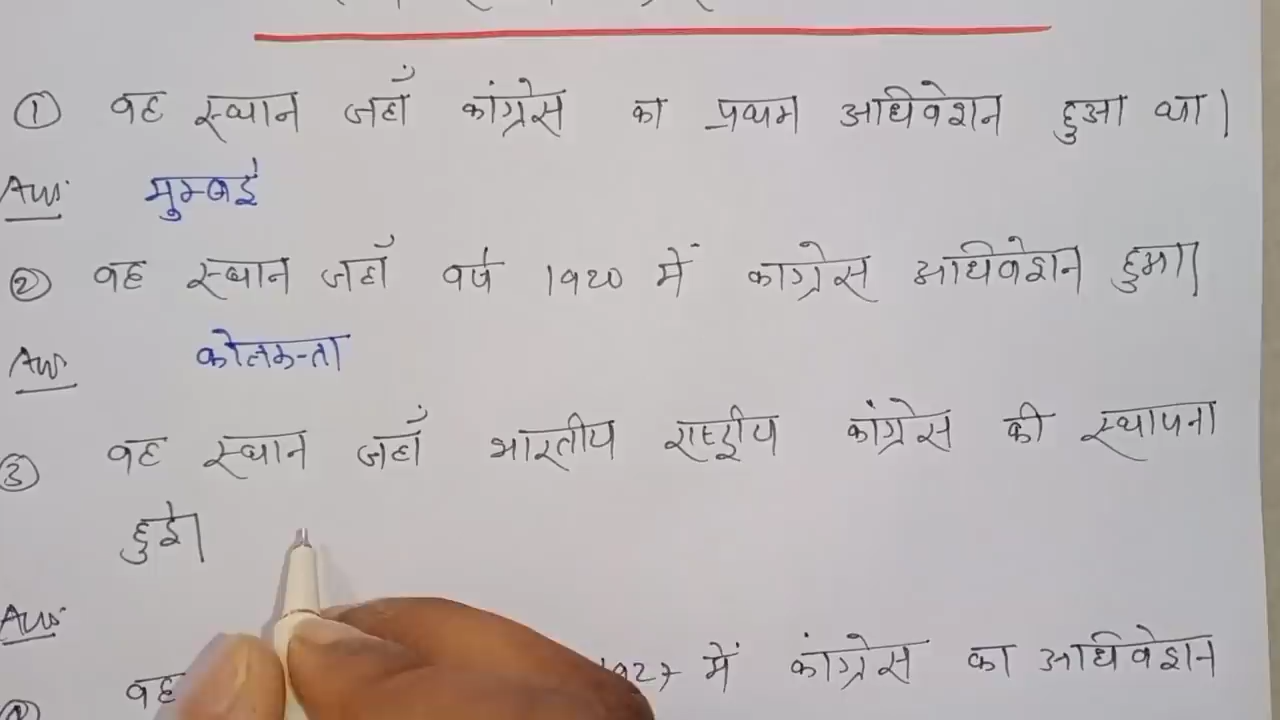 ① वह स्थान जहाँ कांग्रेस का प्रथम अधिवेशन हुआ था।
Ans मुम्बई
② वह स्थान जहाँ वर्ष 1920 में कांग्रेस अधिवेशन हुआ।
Ans कोलकाता
③ वह स्थान जहाँ भारतीय राष्ट्रीय कांग्रेस की स्थापना
हुई।
Ans
वह 1927 में कांग्रेस का अधिवेशन